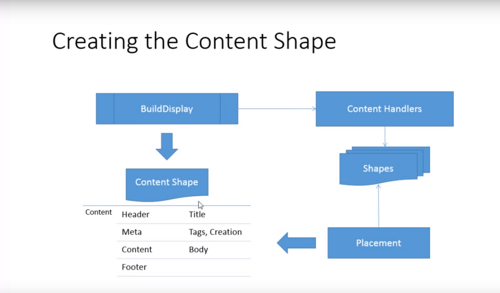 Creating the Content Shape
BuildDisplay
Content Handlers
Content Shape
Shapes
Content Header Title
Meta Tags, Creation
Content Body
Footer
Placement